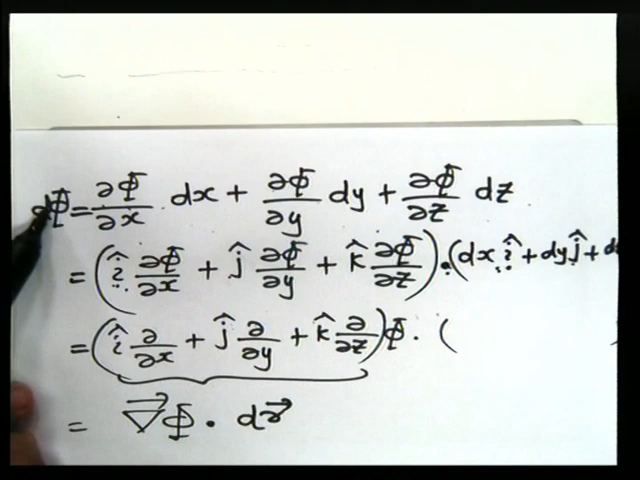 dΦ = ∂Φ/∂x dx + ∂Φ/∂y dy + ∂Φ/∂z dz
= (î ∂Φ/∂x + ĵ ∂Φ/∂y + k̂ ∂Φ/∂z) · (dx î + dy ĵ + d
= (î ∂/∂x + ĵ ∂/∂y + k̂ ∂/∂z) Φ · ( )
= ∇⃗Φ · dr⃗